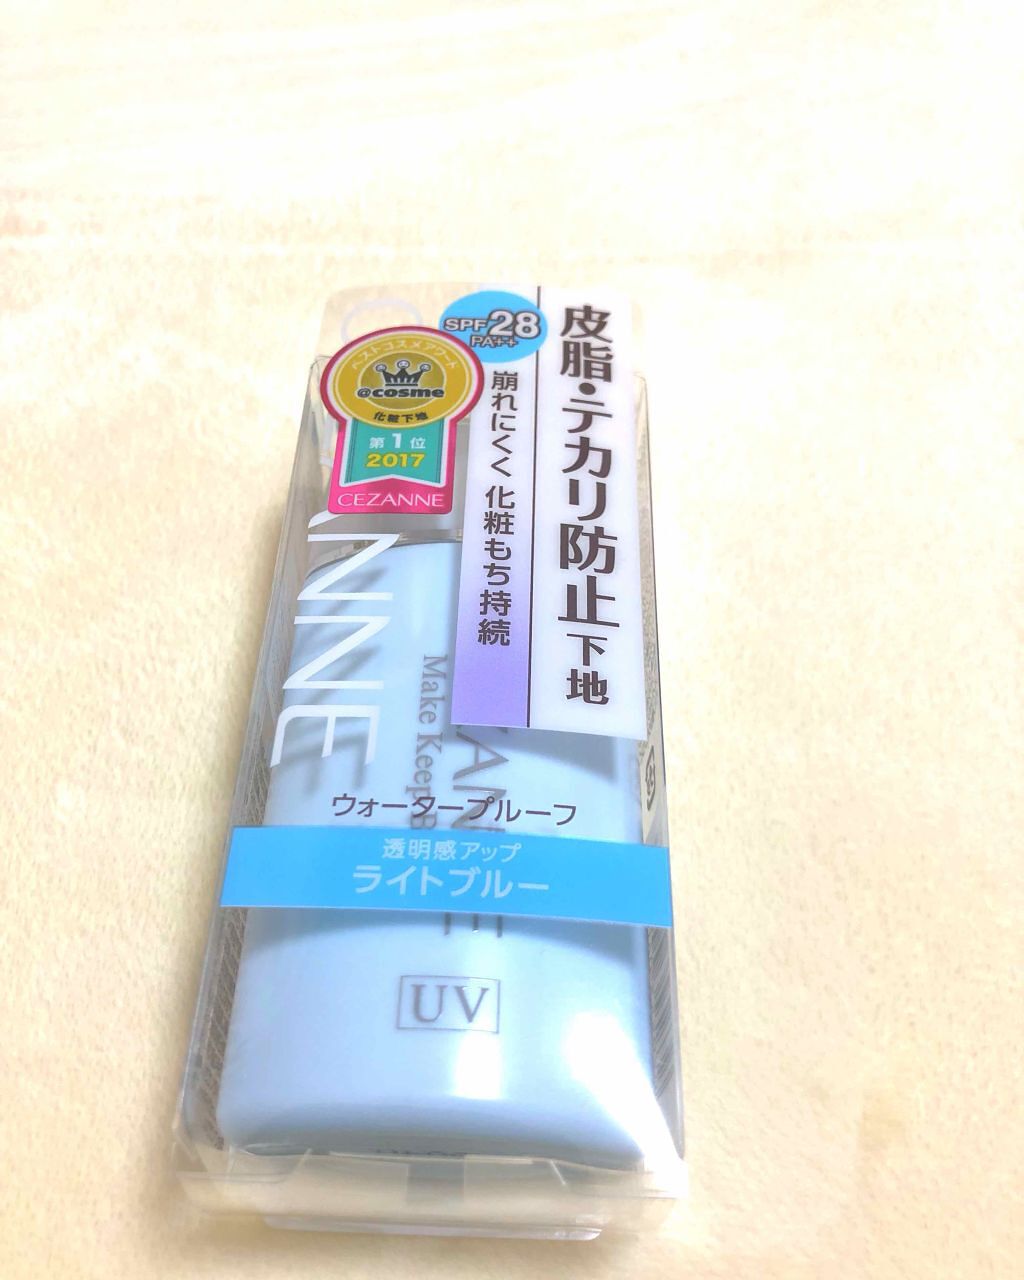 SPF28
PA++
皮脂・テカリ防止下地
崩れにくく 化粧もち持続
ベストコスメアワード
@cosme
化粧下地
第1位
2017
CEZANNE
ANNE
Make Keep B
ウォータープルーフ
透明感アップ
ライトブルー
UV